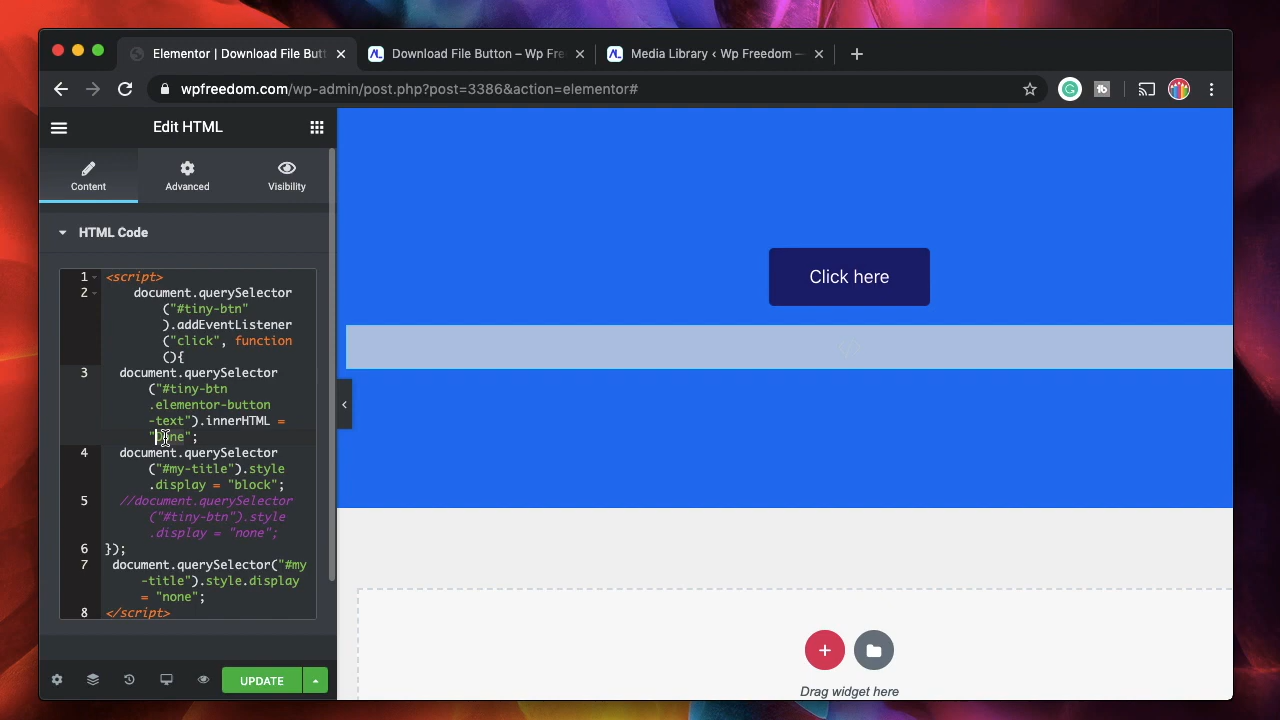 Elementor | Download File Butt
Download File Button – Wp Fre
Media Library ‹ Wp Freedom —
wpfreedom.com/wp-admin/post.php?post=3386&action=elementor#
Edit HTML
Content
Advanced
Visibility
HTML Code
1 <script>
2 document.querySelector
("#tiny-btn"
).addEventListener
("click", function
(){
3 document.querySelector
("#tiny-btn
.elementor-button
-text").innerHTML =
"Done";
4 document.querySelector
("#my-title").style
.display = "block";
5 //document.querySelector
("#tiny-btn").style
.display = "none";
6 });
7 document.querySelector("#my
-title").style.display
= "none";
8 </script>
UPDATE
Click here
Drag widget here